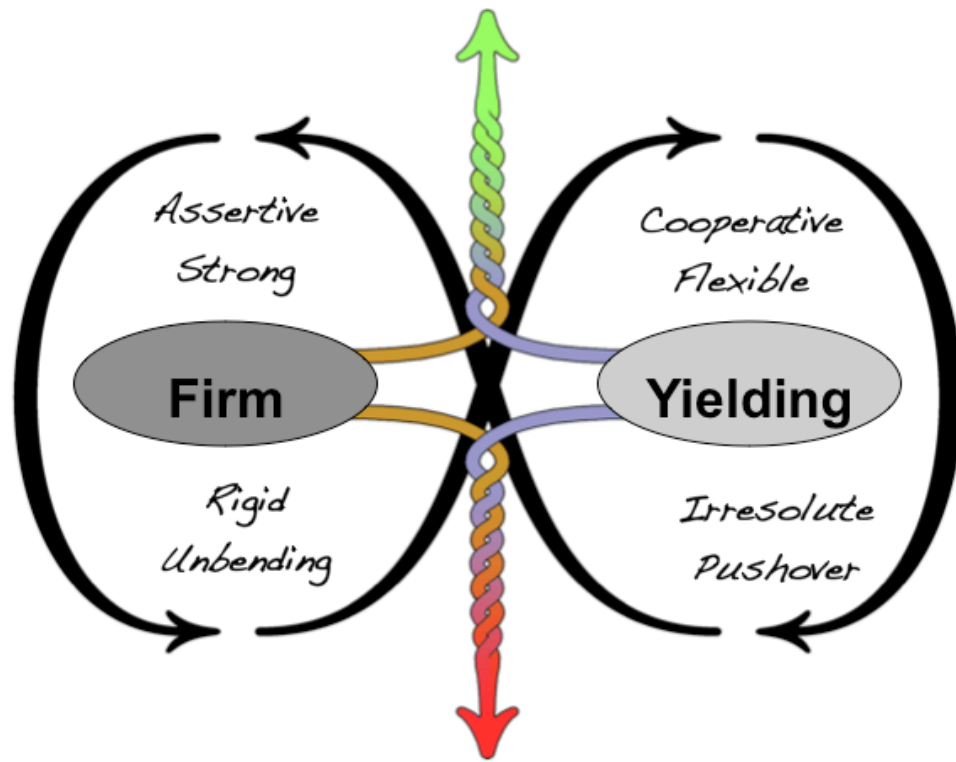 Assertive
Strong
Cooperative
Flexible
Firm
Yielding
Rigid
Unbending
Irresolute
Pushover